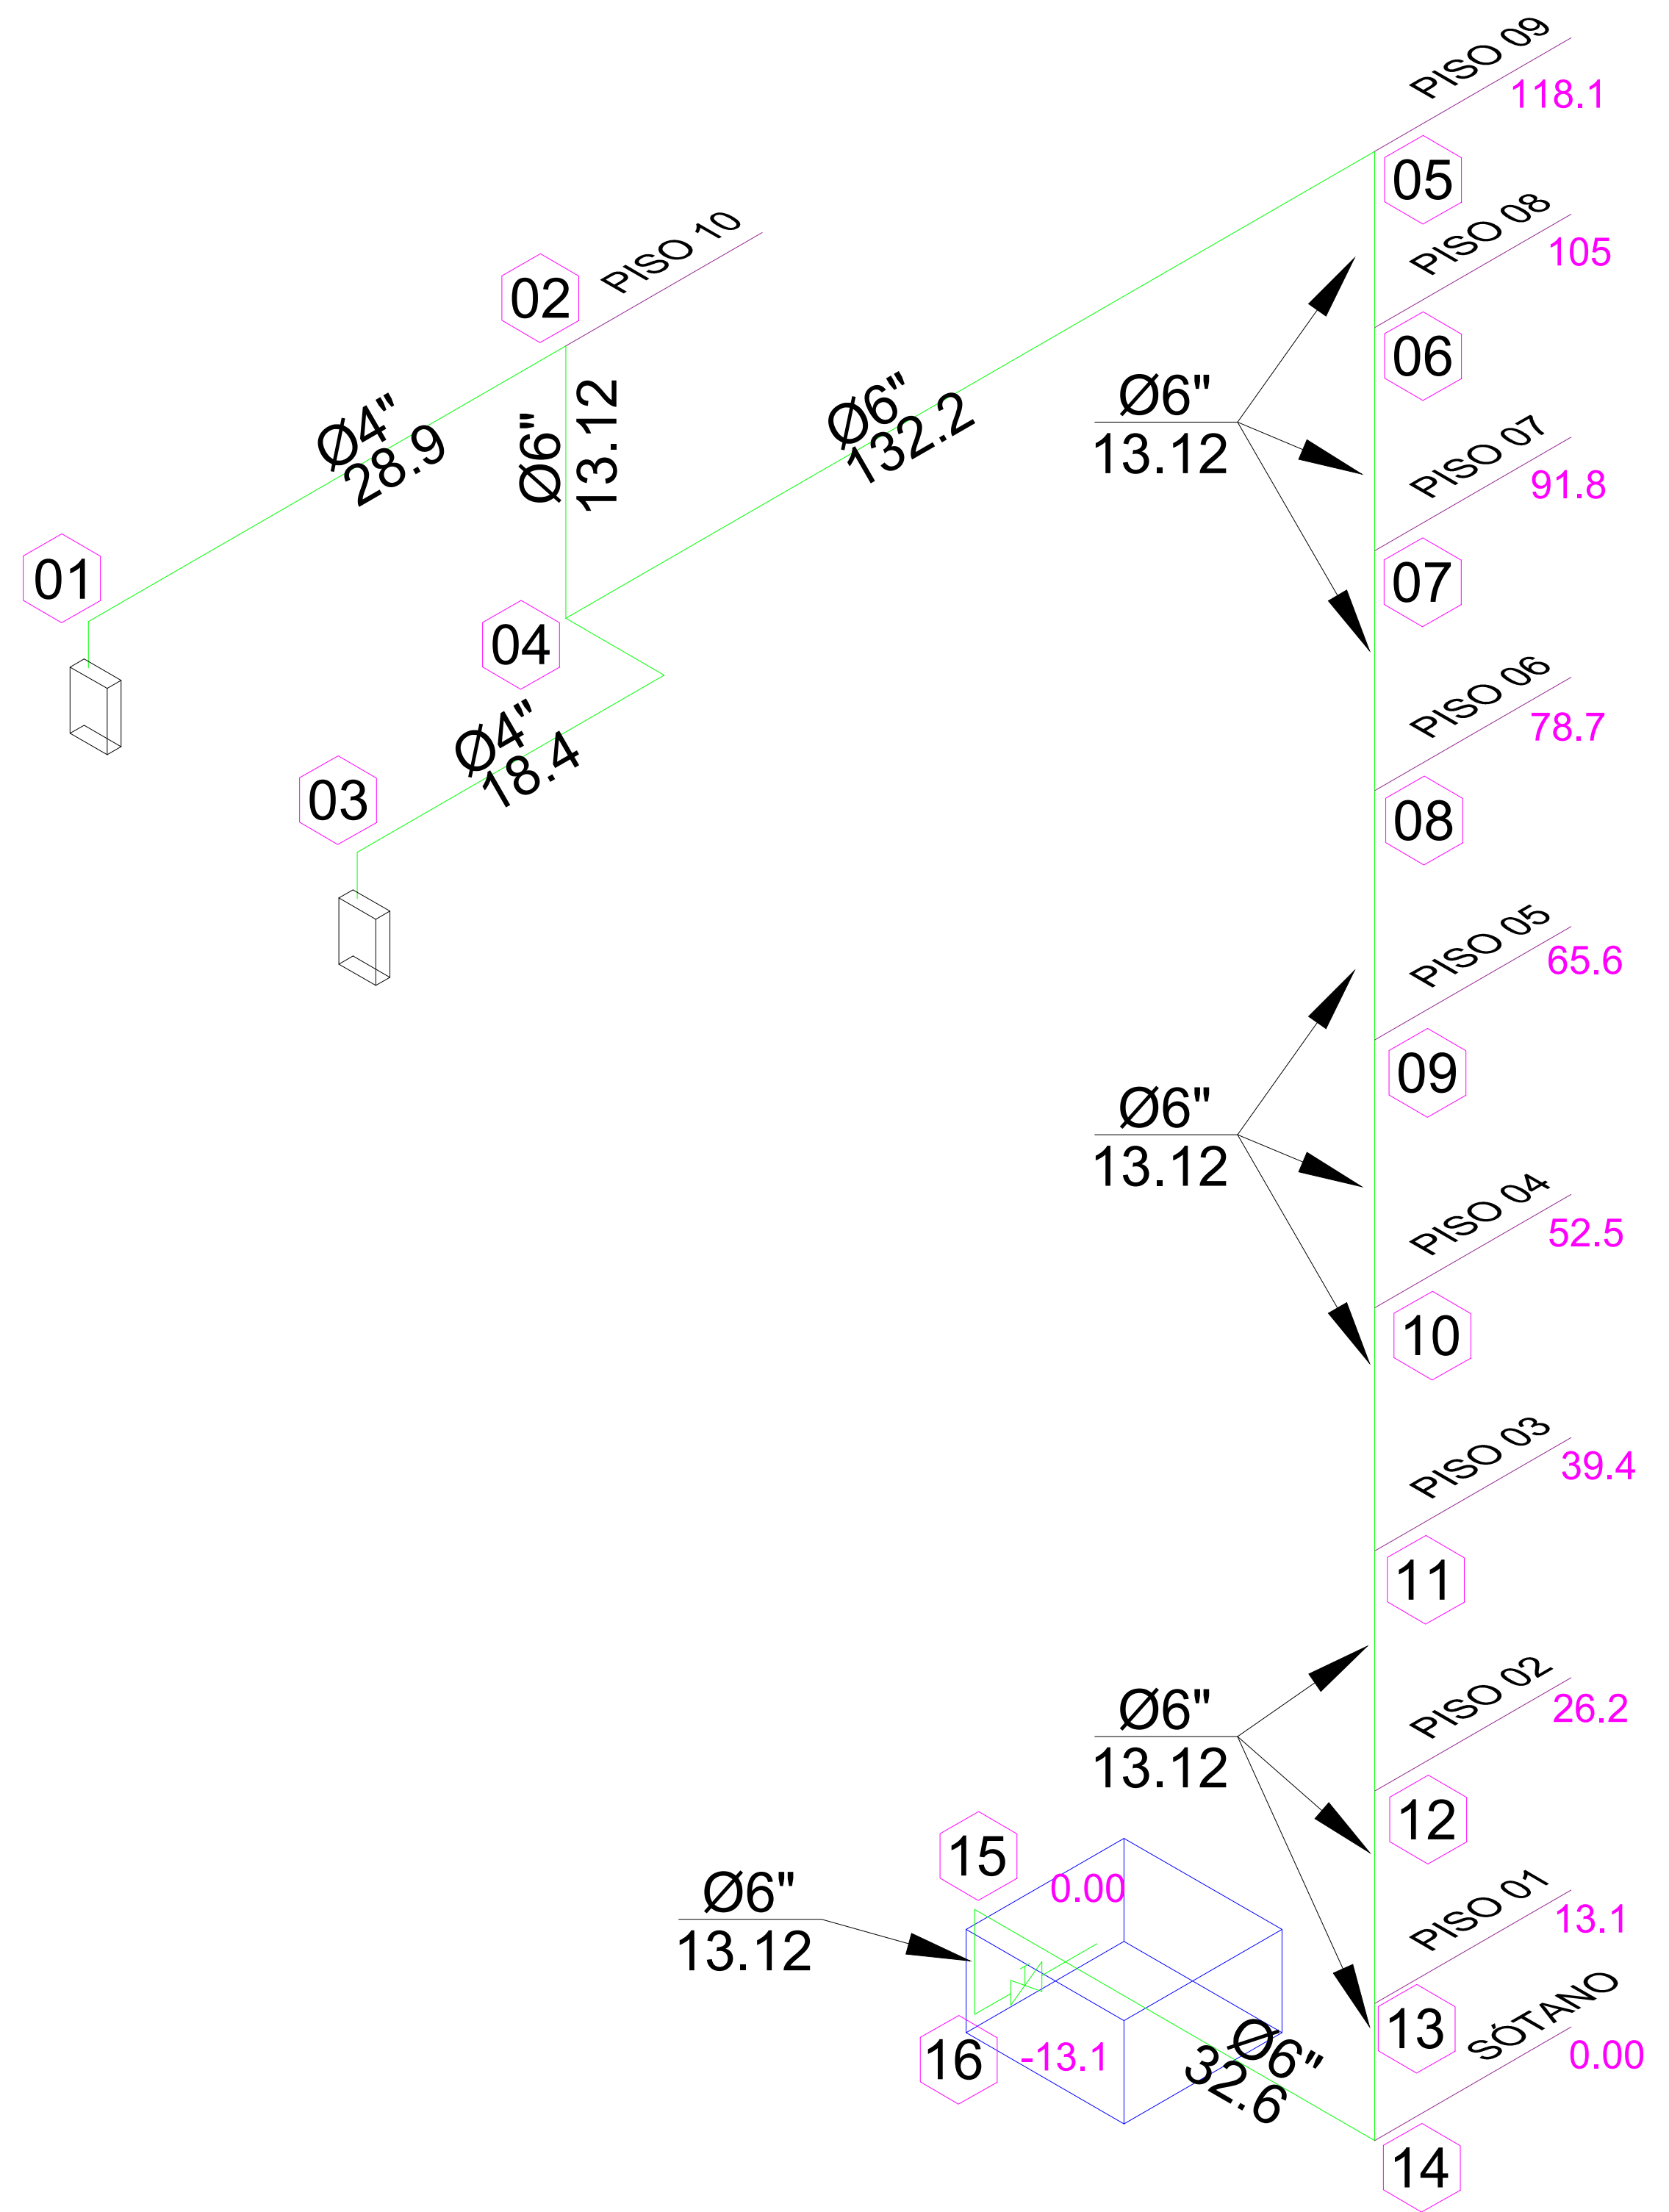 PISO 09
118.1
05
PISO 08
105
06
02
PISO 10
Ø4"
28.9
Ø6"
13.12
Ø6"
132.2
Ø6"
13.12
PISO 07
91.8
07
01
04
PISO 06
78.7
08
Ø4"
18.4
03
PISO 05
65.6
09
Ø6"
13.12
PISO 04
52.5
10
PISO 03
39.4
11
Ø6"
13.12
PISO 02
26.2
12
15
0.00
Ø6"
13.12
PISO 01
13.1
13
SÓTANO
0.00
16
-13.1
Ø6"
32.6
14